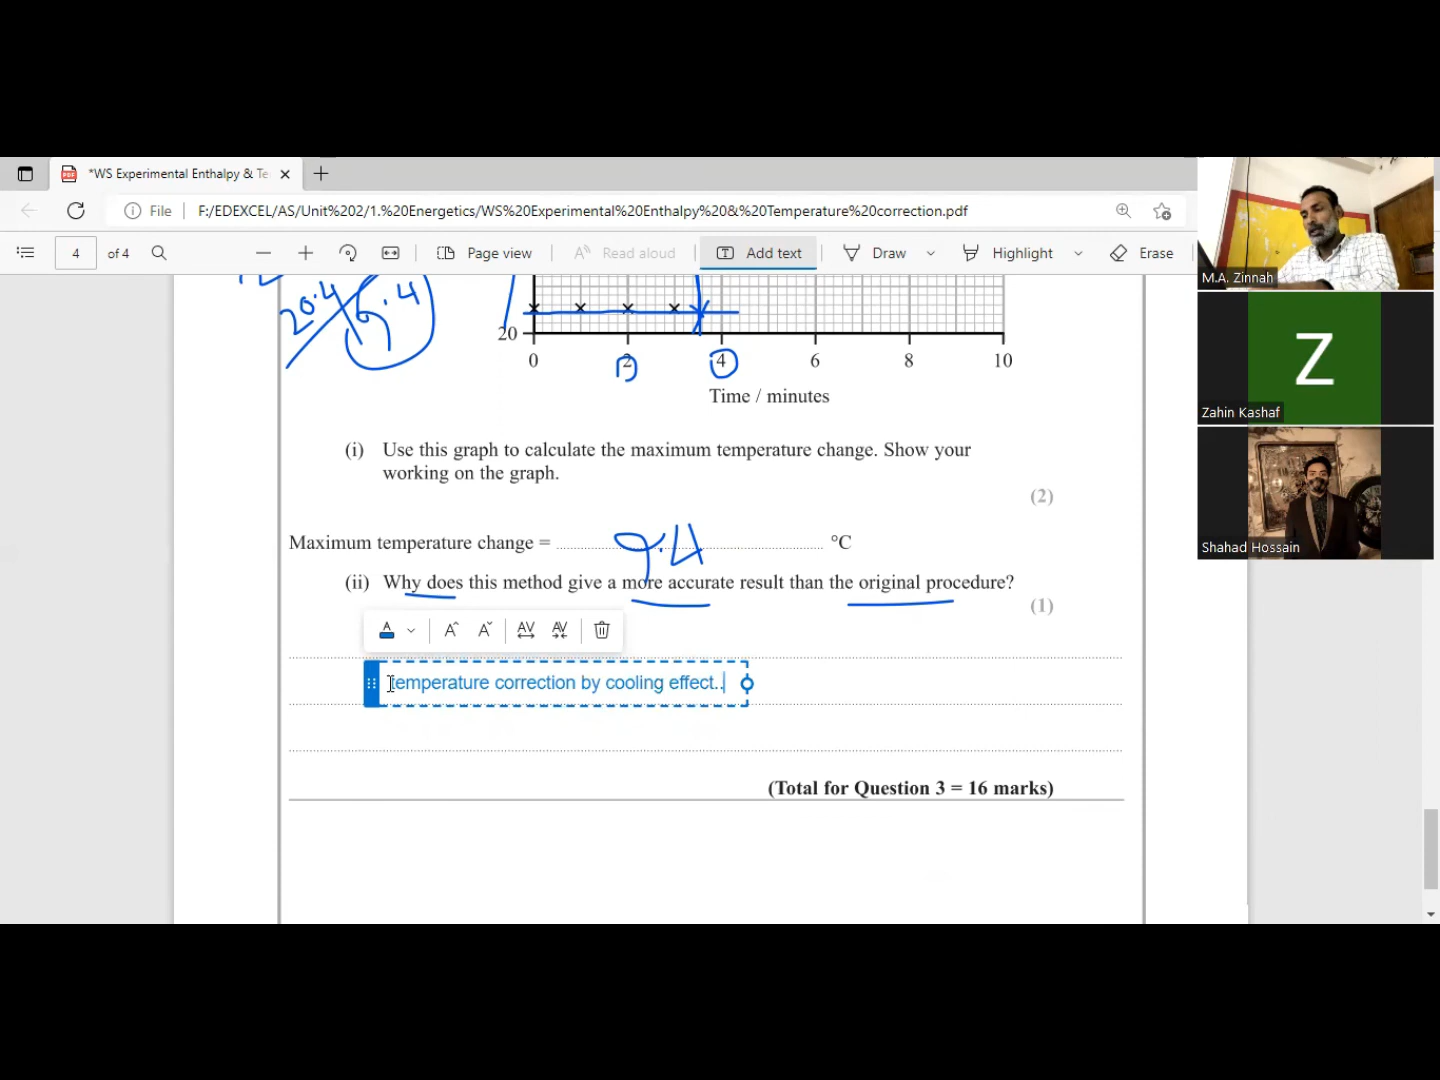 *WS Experimental Enthalpy & Te
File F:/EDEXCEL/AS/Unit%202/1.%20Energetics/WS%20Experimental%20Enthalpy%20&%20Temperature%20correction.pdf
4 of 4 Page view Read aloud Add text Draw Highlight Erase
M.A. Zinnah
20.4
9.4
20
0 2 4 6 8 10
Time / minutes
Z
Zahin Kashaf
(i) Use this graph to calculate the maximum temperature change. Show your
working on the graph.
(2)
Maximum temperature change = 9.4 °C
Shahad Hossain
(ii) Why does this method give a more accurate result than the original procedure?
(1)
temperature correction by cooling effect..
(Total for Question 3 = 16 marks)